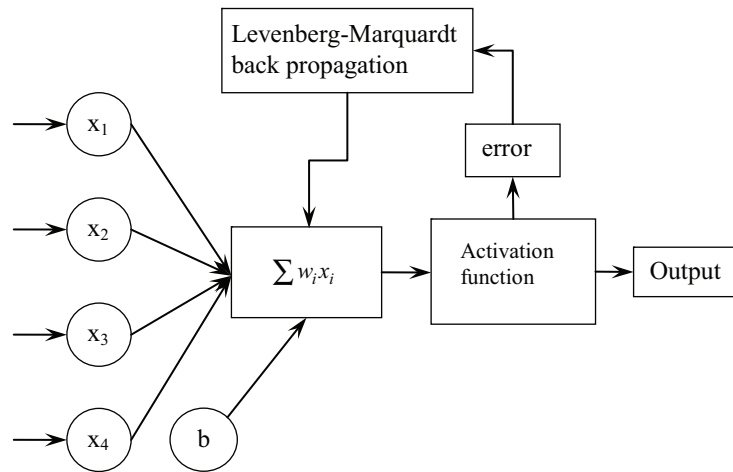 Levenberg-Marquardt
back propagation
x₁
error
x₂
Activation
function
∑ wᵢxᵢ
Output
x₃
x₄
b